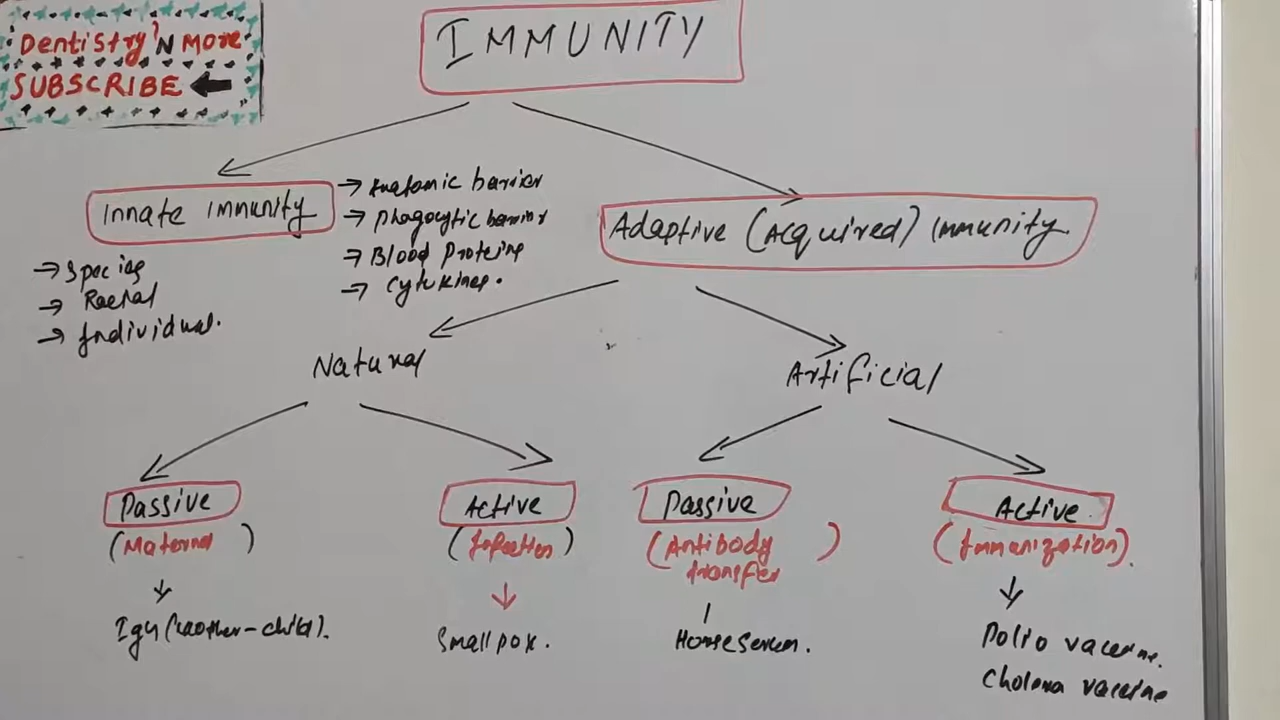 Dentistry'N MORE
SUBSCRIBE
IMMUNITY
Innate immunity
→ Anatomic barrier
→ Phagocytic barrier
→ Blood Proteins
→ Cytokines.
→ Species
→ Racial
→ Individual.
Adaptive (Acquired) Immunity
Natural
Artificial
Passive
(Maternal)
IgG (mother-child).
Active
(Infection)
Small pox.
Passive
(Antibody transfer)
Horse serum.
Active
(Immunization).
Polio vaccine.
Cholera vaccine